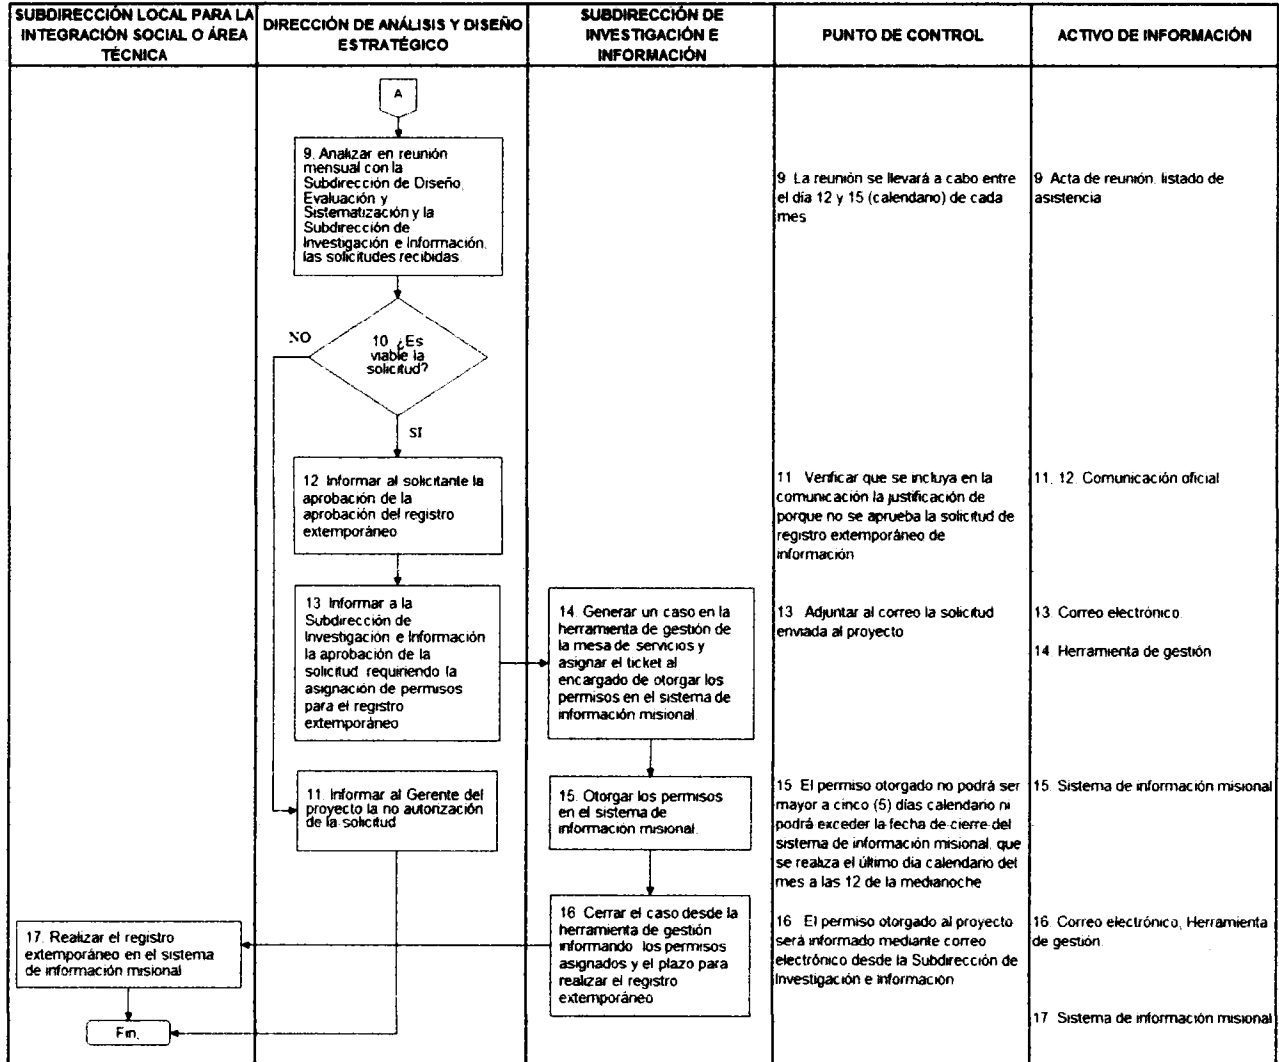 SUBDIRECCIÓN LOCAL PARA LA
INTEGRACIÓN SOCIAL O ÁREA
TÉCNICA
DIRECCIÓN DE ANÁLISIS Y DISEÑO
ESTRATÉGICO
SUBDIRECCIÓN DE
INVESTIGACIÓN E
INFORMACIÓN
PUNTO DE CONTROL
ACTIVO DE INFORMACIÓN
A
9. Analizar en reunión
mensual con la
Subdirección de Diseño,
Evaluación y
Sistematización y la
Subdirección de
Investigación e Información,
las solicitudes recibidas
9 La reunión se llevará a cabo entre
el día 12 y 15 (calendario) de cada
mes
9 Acta de reunión, listado de
asistencia
NO
10 ¿Es
viable la
solicitud?
SI
12 Informar al solicitante la
aprobación de la
aprobación del registro
extemporáneo
11 Verificar que se incluya en la
comunicación la justificación de
porque no se aprueba la solicitud de
registro extemporáneo de
información
11, 12. Comunicación oficial
13 Informar a la
Subdirección de
Investigación e Información
la aprobación de la
solicitud requiriendo la
asignación de permisos
para el registro
extemporáneo
14. Generar un caso en la
herramienta de gestión de
la mesa de servicios y
asignar el ticket al
encargado de otorgar los
permisos en el sistema de
información misional.
13 Adjuntar al correo la solicitud
enviada al proyecto
13. Correo electrónico.
14. Herramienta de gestión
11. Informar al Gerente del
proyecto la no autorización
de la solicitud
15. Otorgar los permisos
en el sistema de
información misional.
15 El permiso otorgado no podrá ser
mayor a cinco (5) días calendario ni
podrá exceder la fecha de cierre del
sistema de información misional, que
se realiza el último día calendario del
mes a las 12 de la medianoche
15. Sistema de información misional
16 Cerrar el caso desde la
herramienta de gestión
informando los permisos
asignados y el plazo para
realizar el registro
extemporáneo
16 El permiso otorgado al proyecto
será informado mediante correo
electrónico desde la Subdirección de
Investigación e información
16. Correo electrónico, Herramienta
de gestión.
17. Realizar el registro
extemporáneo en el sistema
de información misional
17 Sistema de información misional
Fin.